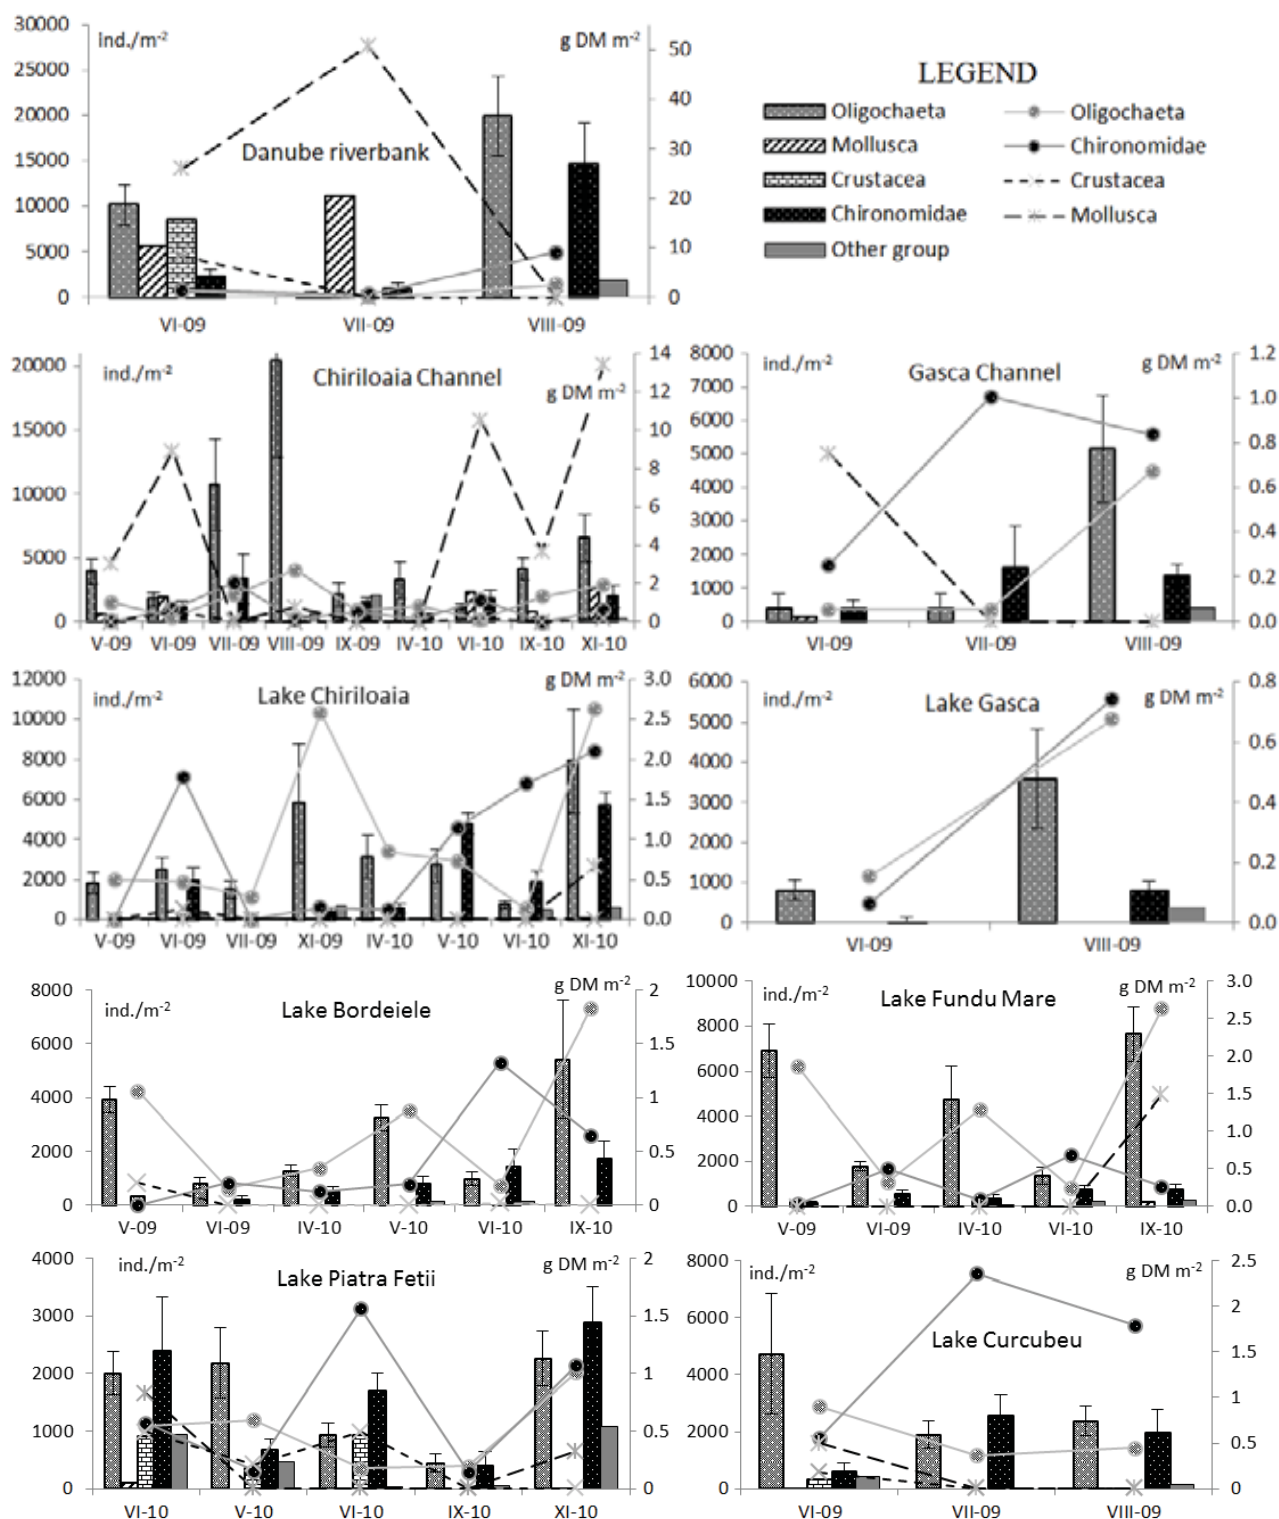 30000
25000
20000
15000
10000
5000
0
ind./m⁻²
g DM m⁻²
50
40
30
20
10
0
Danube riverbank
VI-09
VII-09
VIII-09
LEGEND
Oligochaeta
Mollusca
Crustacea
Chironomidae
Other group
Oligochaeta
Chironomidae
Crustacea
Mollusca
20000
15000
10000
5000
0
ind./m⁻²
Chiriloaia Channel
g DM m⁻²
14
12
10
8
6
4
2
0
V-09
VI-09
VII-09
VIII-09
IX-09
IV-10
VI-10
IX-10
XI-10
8000
7000
6000
5000
4000
3000
2000
1000
0
ind./m⁻²
Gasca Channel
g DM m⁻²
1.2
1.0
0.8
0.6
0.4
0.2
0.0
VI-09
VII-09
VIII-09
12000
10000
8000
6000
4000
2000
0
ind./m⁻²
Lake Chiriloaia
g DM m⁻²
3.0
2.5
2.0
1.5
1.0
0.5
0.0
V-09
VI-09
VII-09
XI-09
IV-10
V-10
VI-10
XI-10
6000
5000
4000
3000
2000
1000
0
ind./m⁻²
Lake Gasca
g DM m⁻²
0.8
0.6
0.4
0.2
0.0
VI-09
VIII-09
8000
6000
4000
2000
0
ind./m⁻²
Lake Bordeiele
g DM m⁻²
2
1.5
1
0.5
0
V-09
VI-09
IV-10
V-10
VI-10
IX-10
10000
8000
6000
4000
2000
0
ind./m⁻²
Lake Fundu Mare
g DM m⁻²
3.0
2.5
2.0
1.5
1.0
0.5
0.0
V-09
VI-09
IV-10
VI-10
IX-10
4000
3000
2000
1000
0
ind./m⁻²
Lake Piatra Fetii
g DM m⁻²
2
1.5
1
0.5
0
VI-10
V-10
VI-10
IX-10
XI-10
8000
6000
4000
2000
0
ind./m⁻²
Lake Curcubeu
g DM m⁻²
2.5
2
1.5
1
0.5
0
VI-09
VII-09
VIII-09